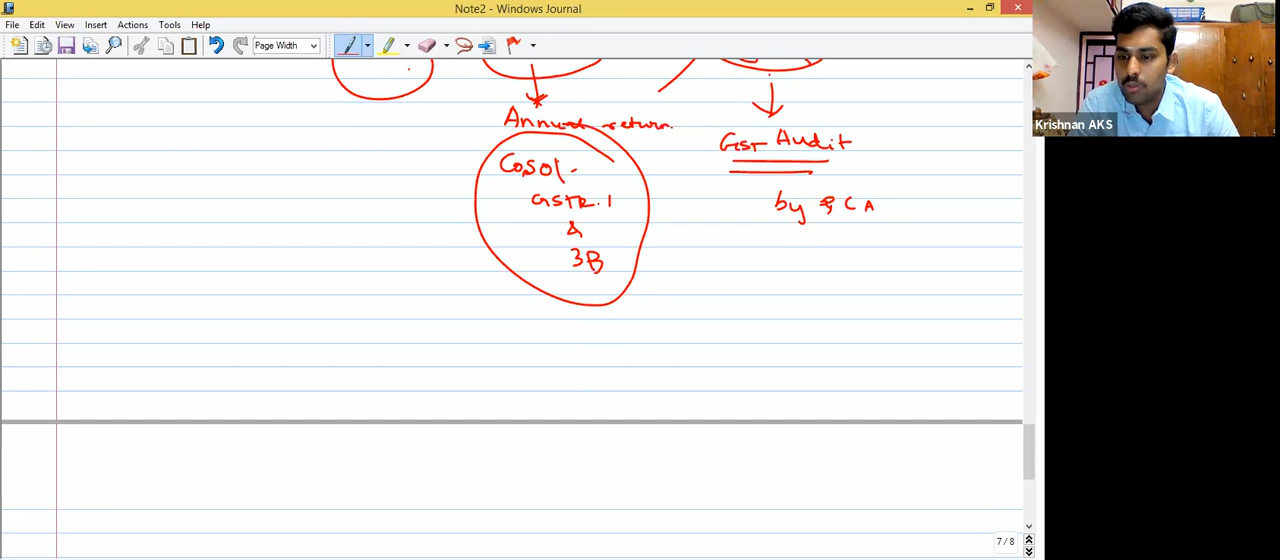 Note2 - Windows Journal
File Edit View Insert Actions Tools Help
Page Width
Annual return.
GST Audit
Cosol-
GSTR.1
&
3B
by CA
Krishnan AKS
7 / 8